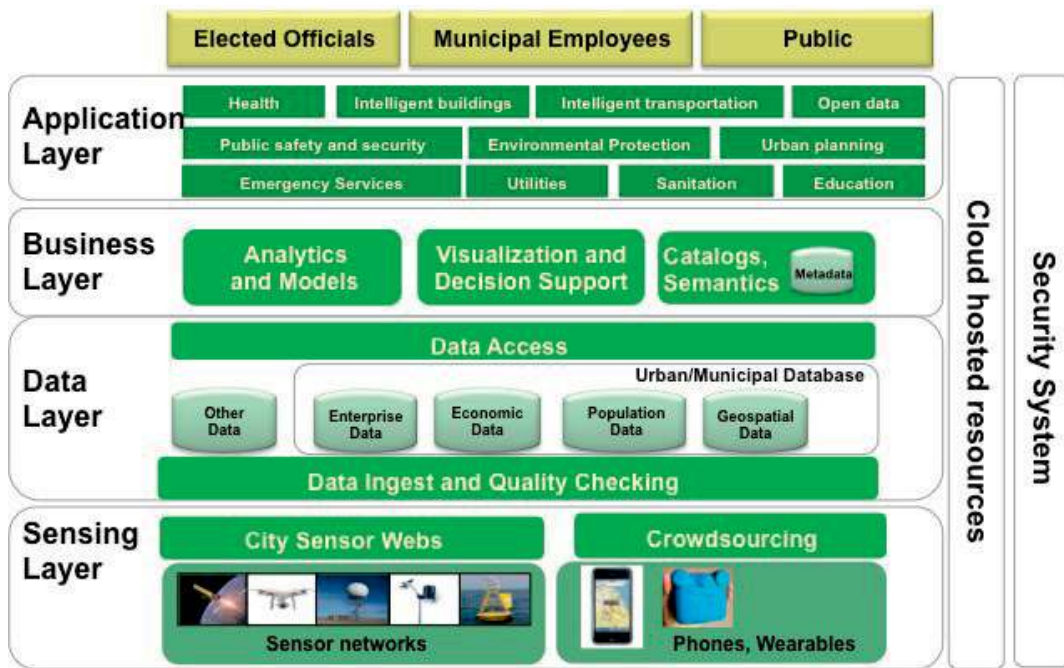 Elected Officials
Municipal Employees
Public
Application
Layer
Health
Intelligent buildings
Intelligent transportation
Open data
Public safety and security
Environmental Protection
Urban planning
Emergency Services
Utilities
Sanitation
Education
Business
Layer
Analytics
and Models
Visualization and
Decision Support
Catalogs,
Semantics
Metadata
Data
Layer
Data Access
Urban/Municipal Database
Other
Data
Enterprise
Data
Economic
Data
Population
Data
Geospatial
Data
Data Ingest and Quality Checking
Sensing
Layer
City Sensor Webs
Crowdsourcing
Sensor networks
Phones, Wearables
Cloud hosted resources
Security System